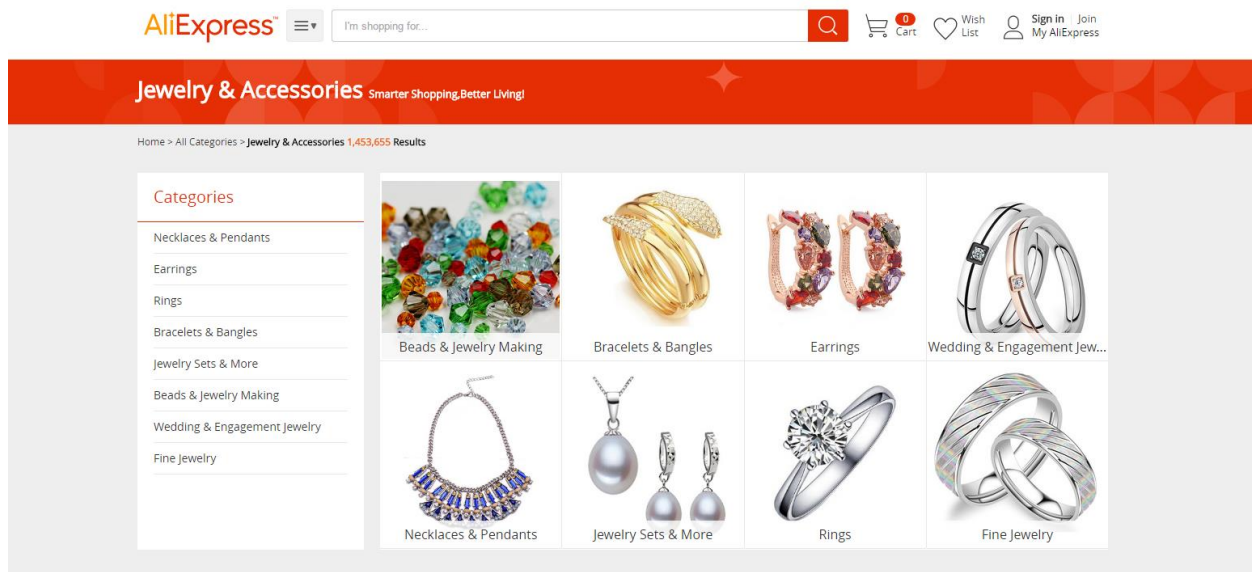 AliExpress™
I'm shopping for...
0
Cart
Wish
List
Sign in | Join
My AliExpress
Jewelry & Accessories Smarter Shopping,Better Living!
Home > All Categories > Jewelry & Accessories 1,453,655 Results
Categories
Necklaces & Pendants
Earrings
Rings
Bracelets & Bangles
Jewelry Sets & More
Beads & Jewelry Making
Wedding & Engagement Jewelry
Fine Jewelry
Beads & Jewelry Making
Bracelets & Bangles
Earrings
Wedding & Engagement Jew...
Necklaces & Pendants
Jewelry Sets & More
Rings
Fine Jewelry